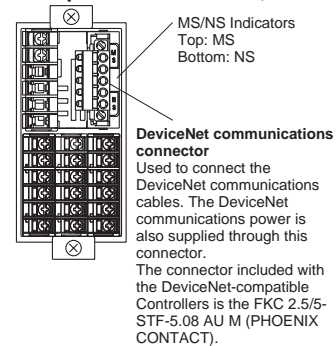 MS/NS Indicators
Top: MS
Bottom: NS
M
S
N
S
DeviceNet communications
connector
Used to connect the
DeviceNet communications
cables. The DeviceNet
communications power is
also supplied through this
connector.
The connector included with
the DeviceNet-compatible
Controllers is the FKC 2.5/5-
STF-5.08 AU M (PHOENIX
CONTACT).